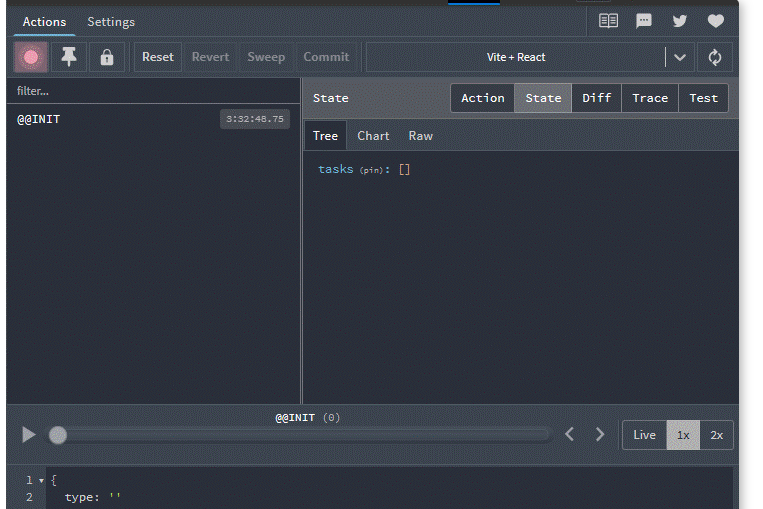 Actions Settings
Reset Revert Sweep Commit Vite + React
filter...
@@INIT 3:32:48.75
State Action State Diff Trace Test
Tree Chart Raw
tasks (pin): []
@@INIT (0)
Live 1x 2x
1 {
2 type: ''